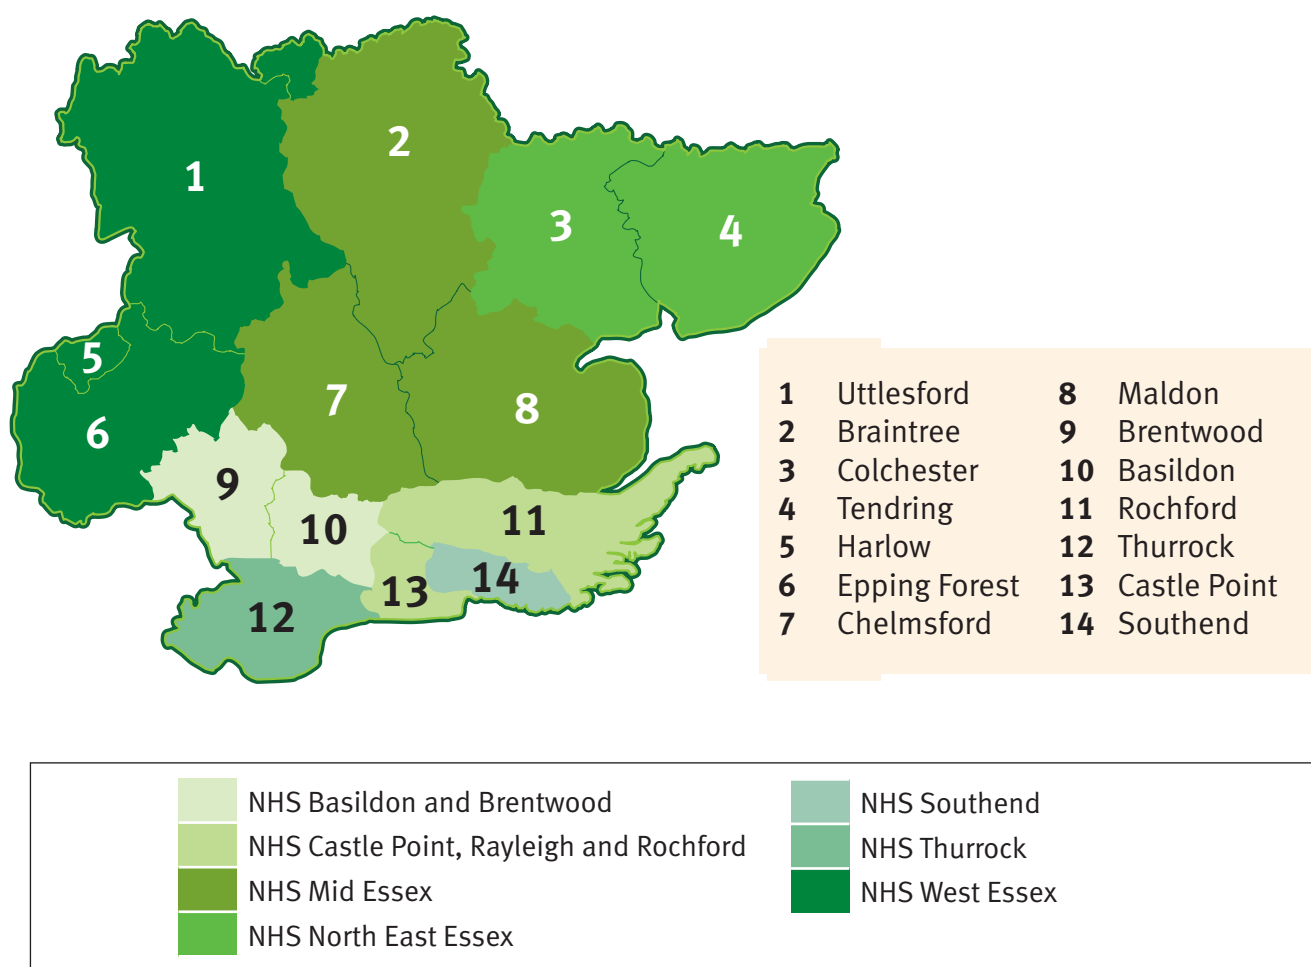 1
2
3
4
5
6
7
8
9
10
11
12
13
14
1 Uttlesford
2 Braintree
3 Colchester
4 Tendring
5 Harlow
6 Epping Forest
7 Chelmsford
8 Maldon
9 Brentwood
10 Basildon
11 Rochford
12 Thurrock
13 Castle Point
14 Southend
NHS Basildon and Brentwood
NHS Castle Point, Rayleigh and Rochford
NHS Mid Essex
NHS North East Essex
NHS Southend
NHS Thurrock
NHS West Essex